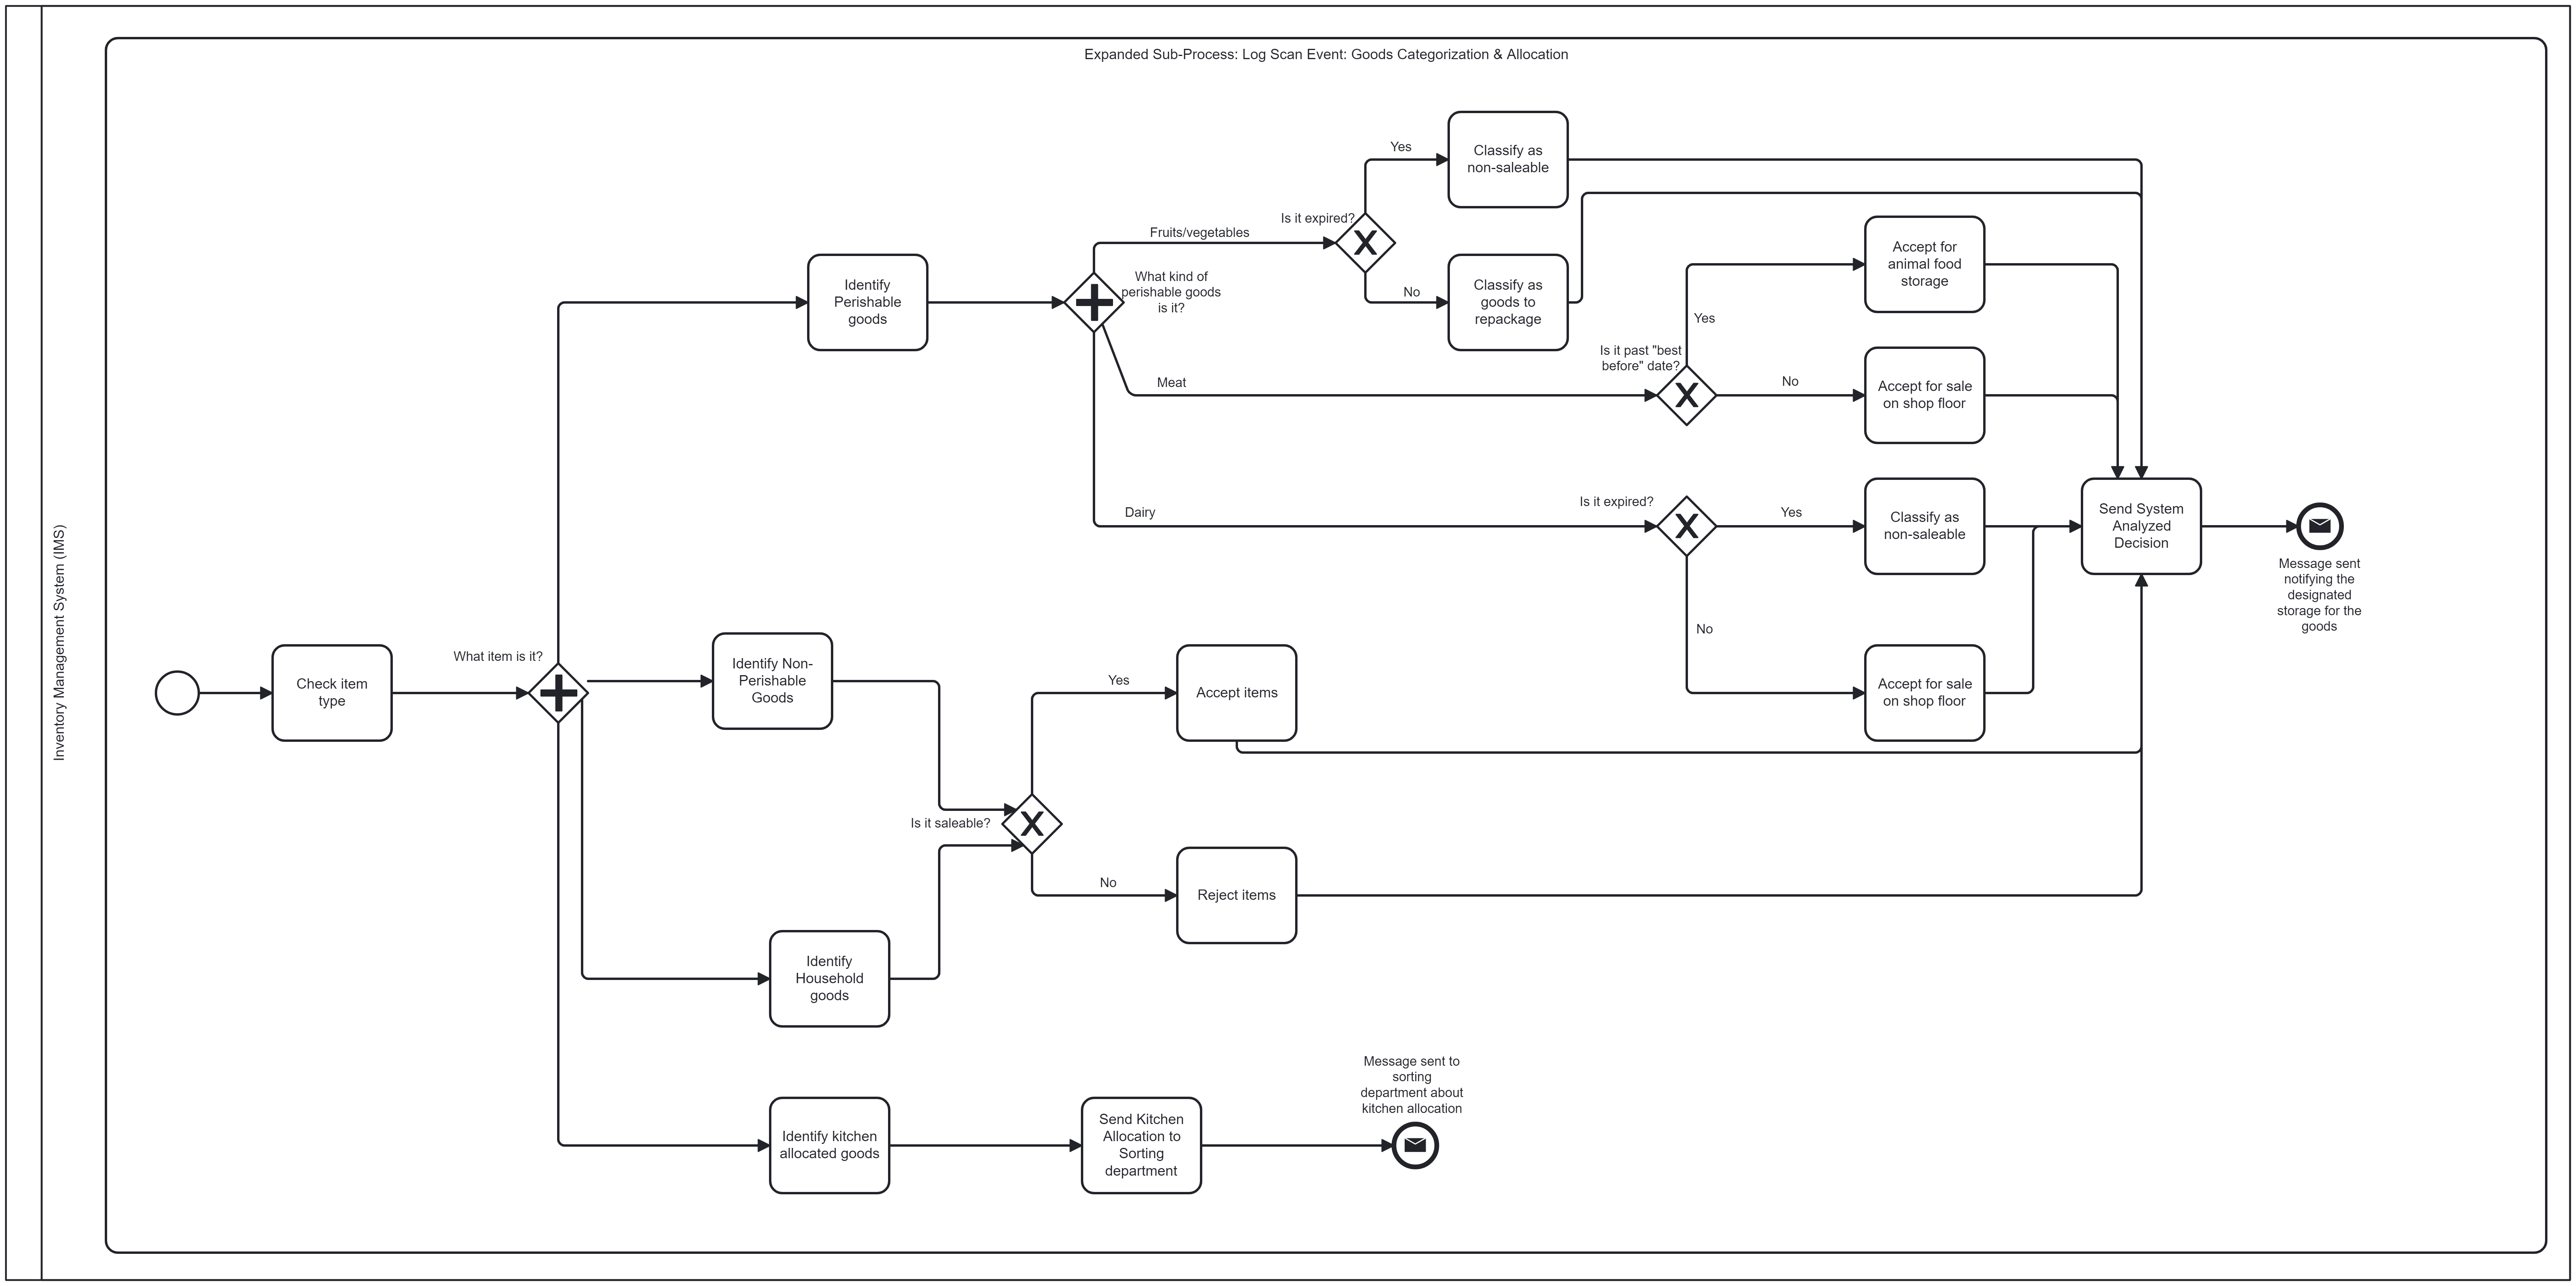 Expanded Sub-Process: Log Scan Event: Goods Categorization & Allocation
Inventory Management System (IMS)
Check item
type
What item is it?
Identify
Perishable
goods
What kind of
perishable goods
is it?
Fruits/vegetables
Is it expired?
Yes
Classify as
non-saleable
No
Classify as
goods to
repackage
Meat
Is it past "best
before" date?
Yes
Accept for
animal food
storage
No
Accept for sale
on shop floor
Dairy
Is it expired?
Yes
Classify as
non-saleable
No
Accept for sale
on shop floor
Send System
Analyzed
Decision
Message sent
notifying the
designated
storage for the
goods
Identify Non-
Perishable
Goods
Is it saleable?
Yes
Accept items
No
Reject items
Identify
Household
goods
Identify kitchen
allocated goods
Send Kitchen
Allocation to
Sorting
department
Message sent to
sorting
department about
kitchen allocation